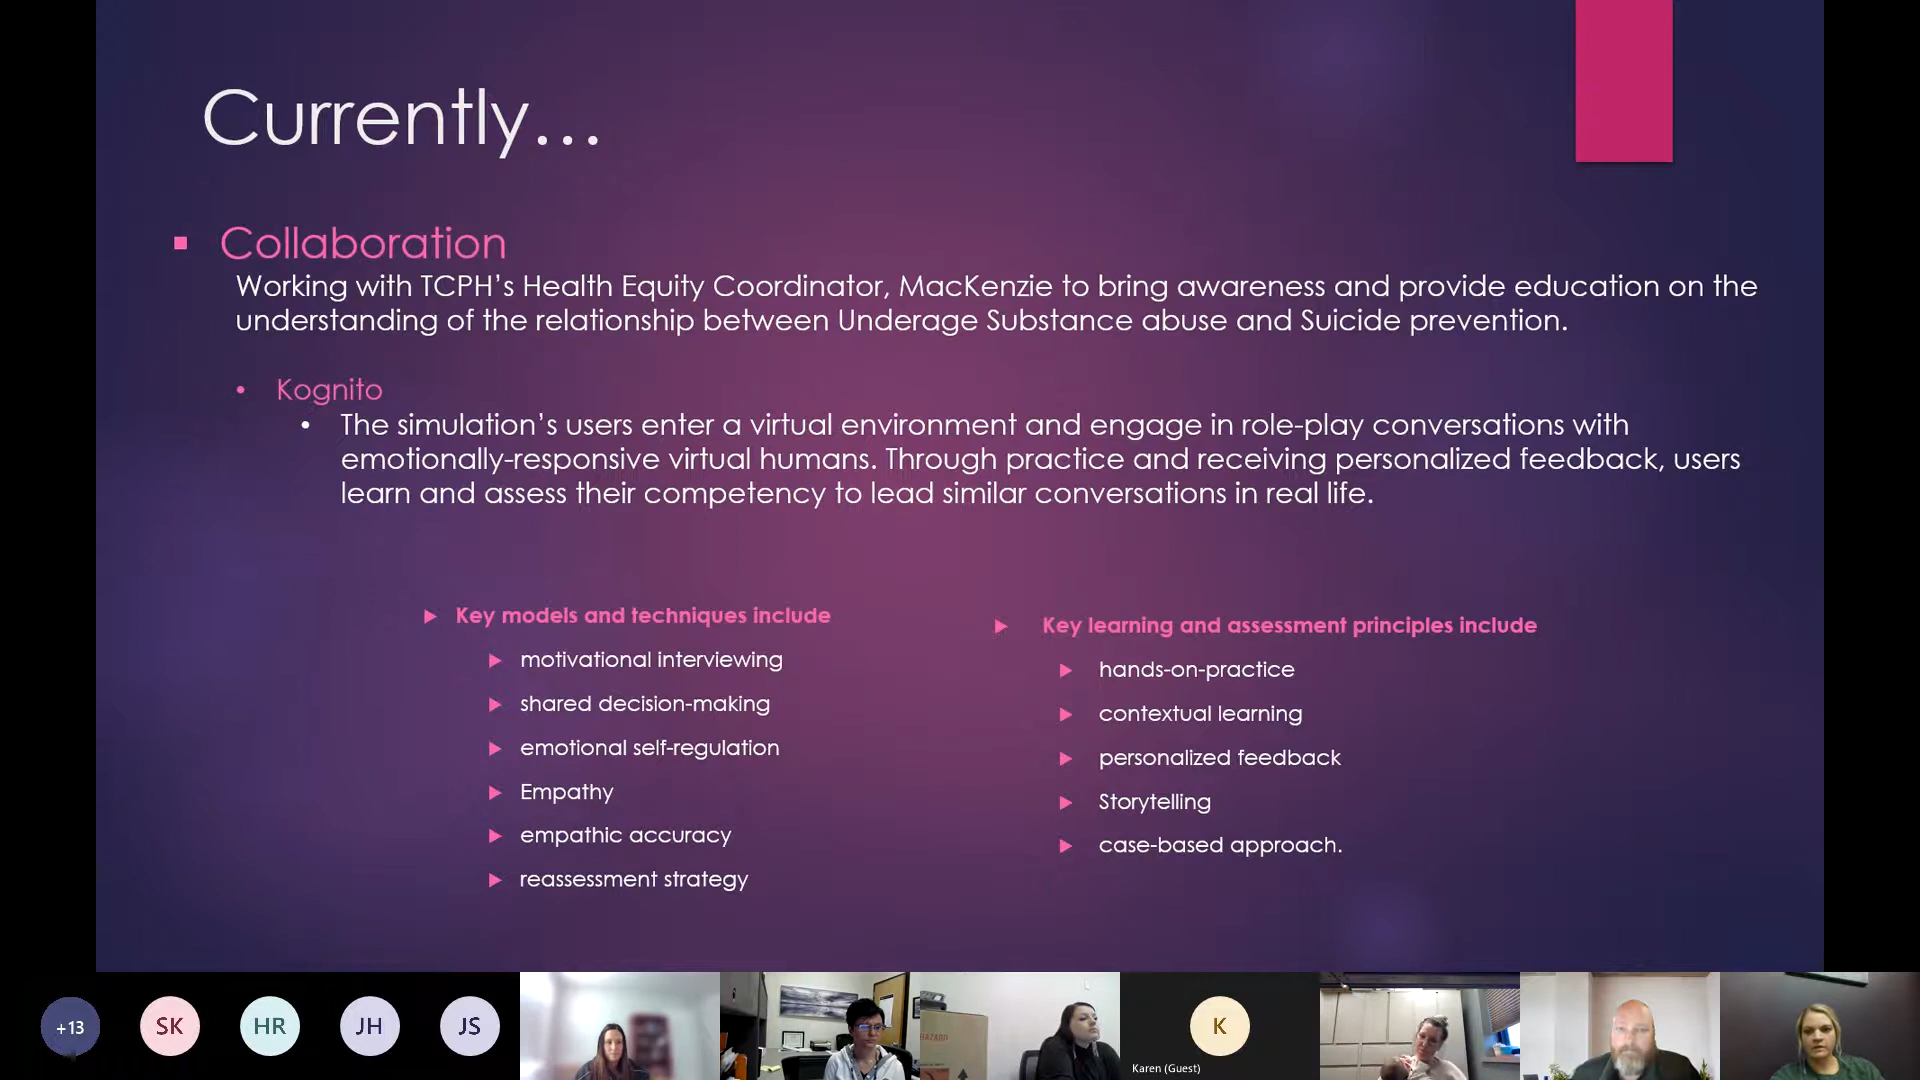 Currently...
Collaboration
Working with TCPH's Health Equity Coordinator, MacKenzie to bring awareness and provide education on the
understanding of the relationship between Underage Substance abuse and Suicide prevention.
Kognito
The simulation's users enter a virtual environment and engage in role-play conversations with
emotionally-responsive virtual humans. Through practice and receiving personalized feedback, users
learn and assess their competency to lead similar conversations in real life.
Key models and techniques include
motivational interviewing
shared decision-making
emotional self-regulation
Empathy
empathic accuracy
reassessment strategy
Key learning and assessment principles include
hands-on-practice
contextual learning
personalized feedback
Storytelling
case-based approach.
+13
SK
HR
JH
JS
K
Karen (Guest)